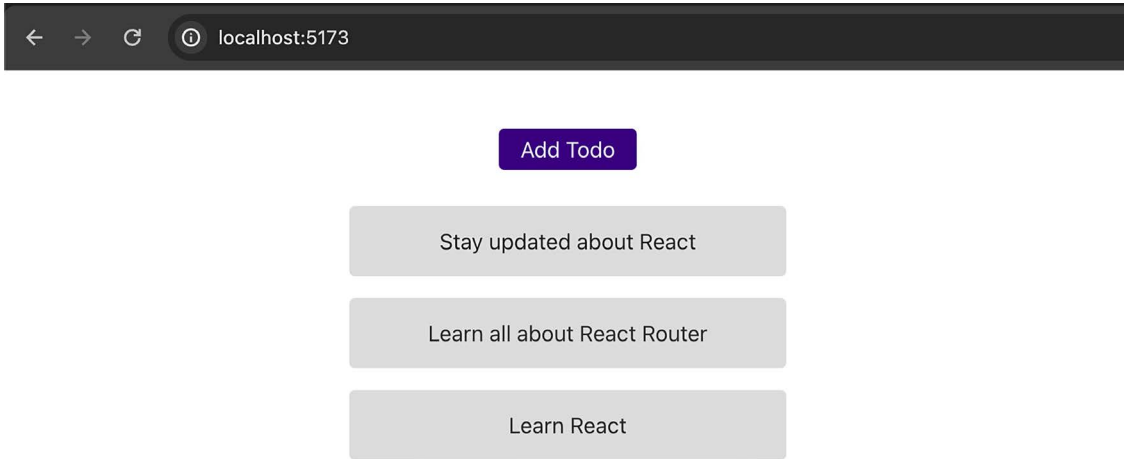 localhost:5173
Add Todo
Stay updated about React
Learn all about React Router
Learn React